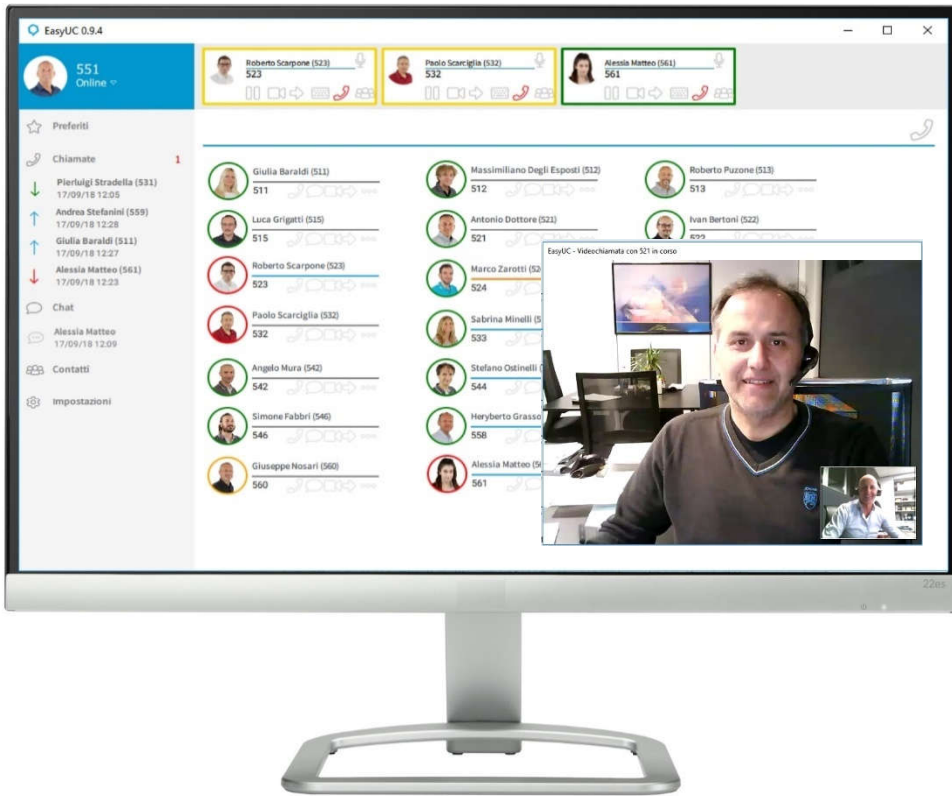 EasyUC 0.9.4
551
Online
Roberto Scarpone (523)
523
Paolo Scarciglia (532)
532
Alessia Matteo (561)
561
Preferiti
Chiamate 1
Pierluigi Stradella (531)
17/09/18 12:05
Andrea Stefanini (559)
17/09/18 12:28
Giulia Baraldi (511)
17/09/18 12:27
Alessia Matteo (561)
17/09/18 12:23
Chat
Alessia Matteo
17/09/18 12:09
Contatti
Impostazioni
Giulia Baraldi (511)
511
Massimiliano Degli Esposti (512)
512
Roberto Puzone (513)
513
Luca Grigatti (515)
515
Antonio Dottore (521)
521
Ivan Bertoni (522)
522
Roberto Scarpone (523)
523
Marco Zarotti (52
524
Paolo Scarciglia (532)
532
Sabrina Minelli (5
533
Angelo Mura (542)
542
Stefano Ostinelli
544
Simone Fabbri (546)
546
Heryberto Grasso
558
Giuseppe Nosari (560)
560
Alessia Matteo (56
561
EasyUC - Videochiamata con 521 in corso
22es